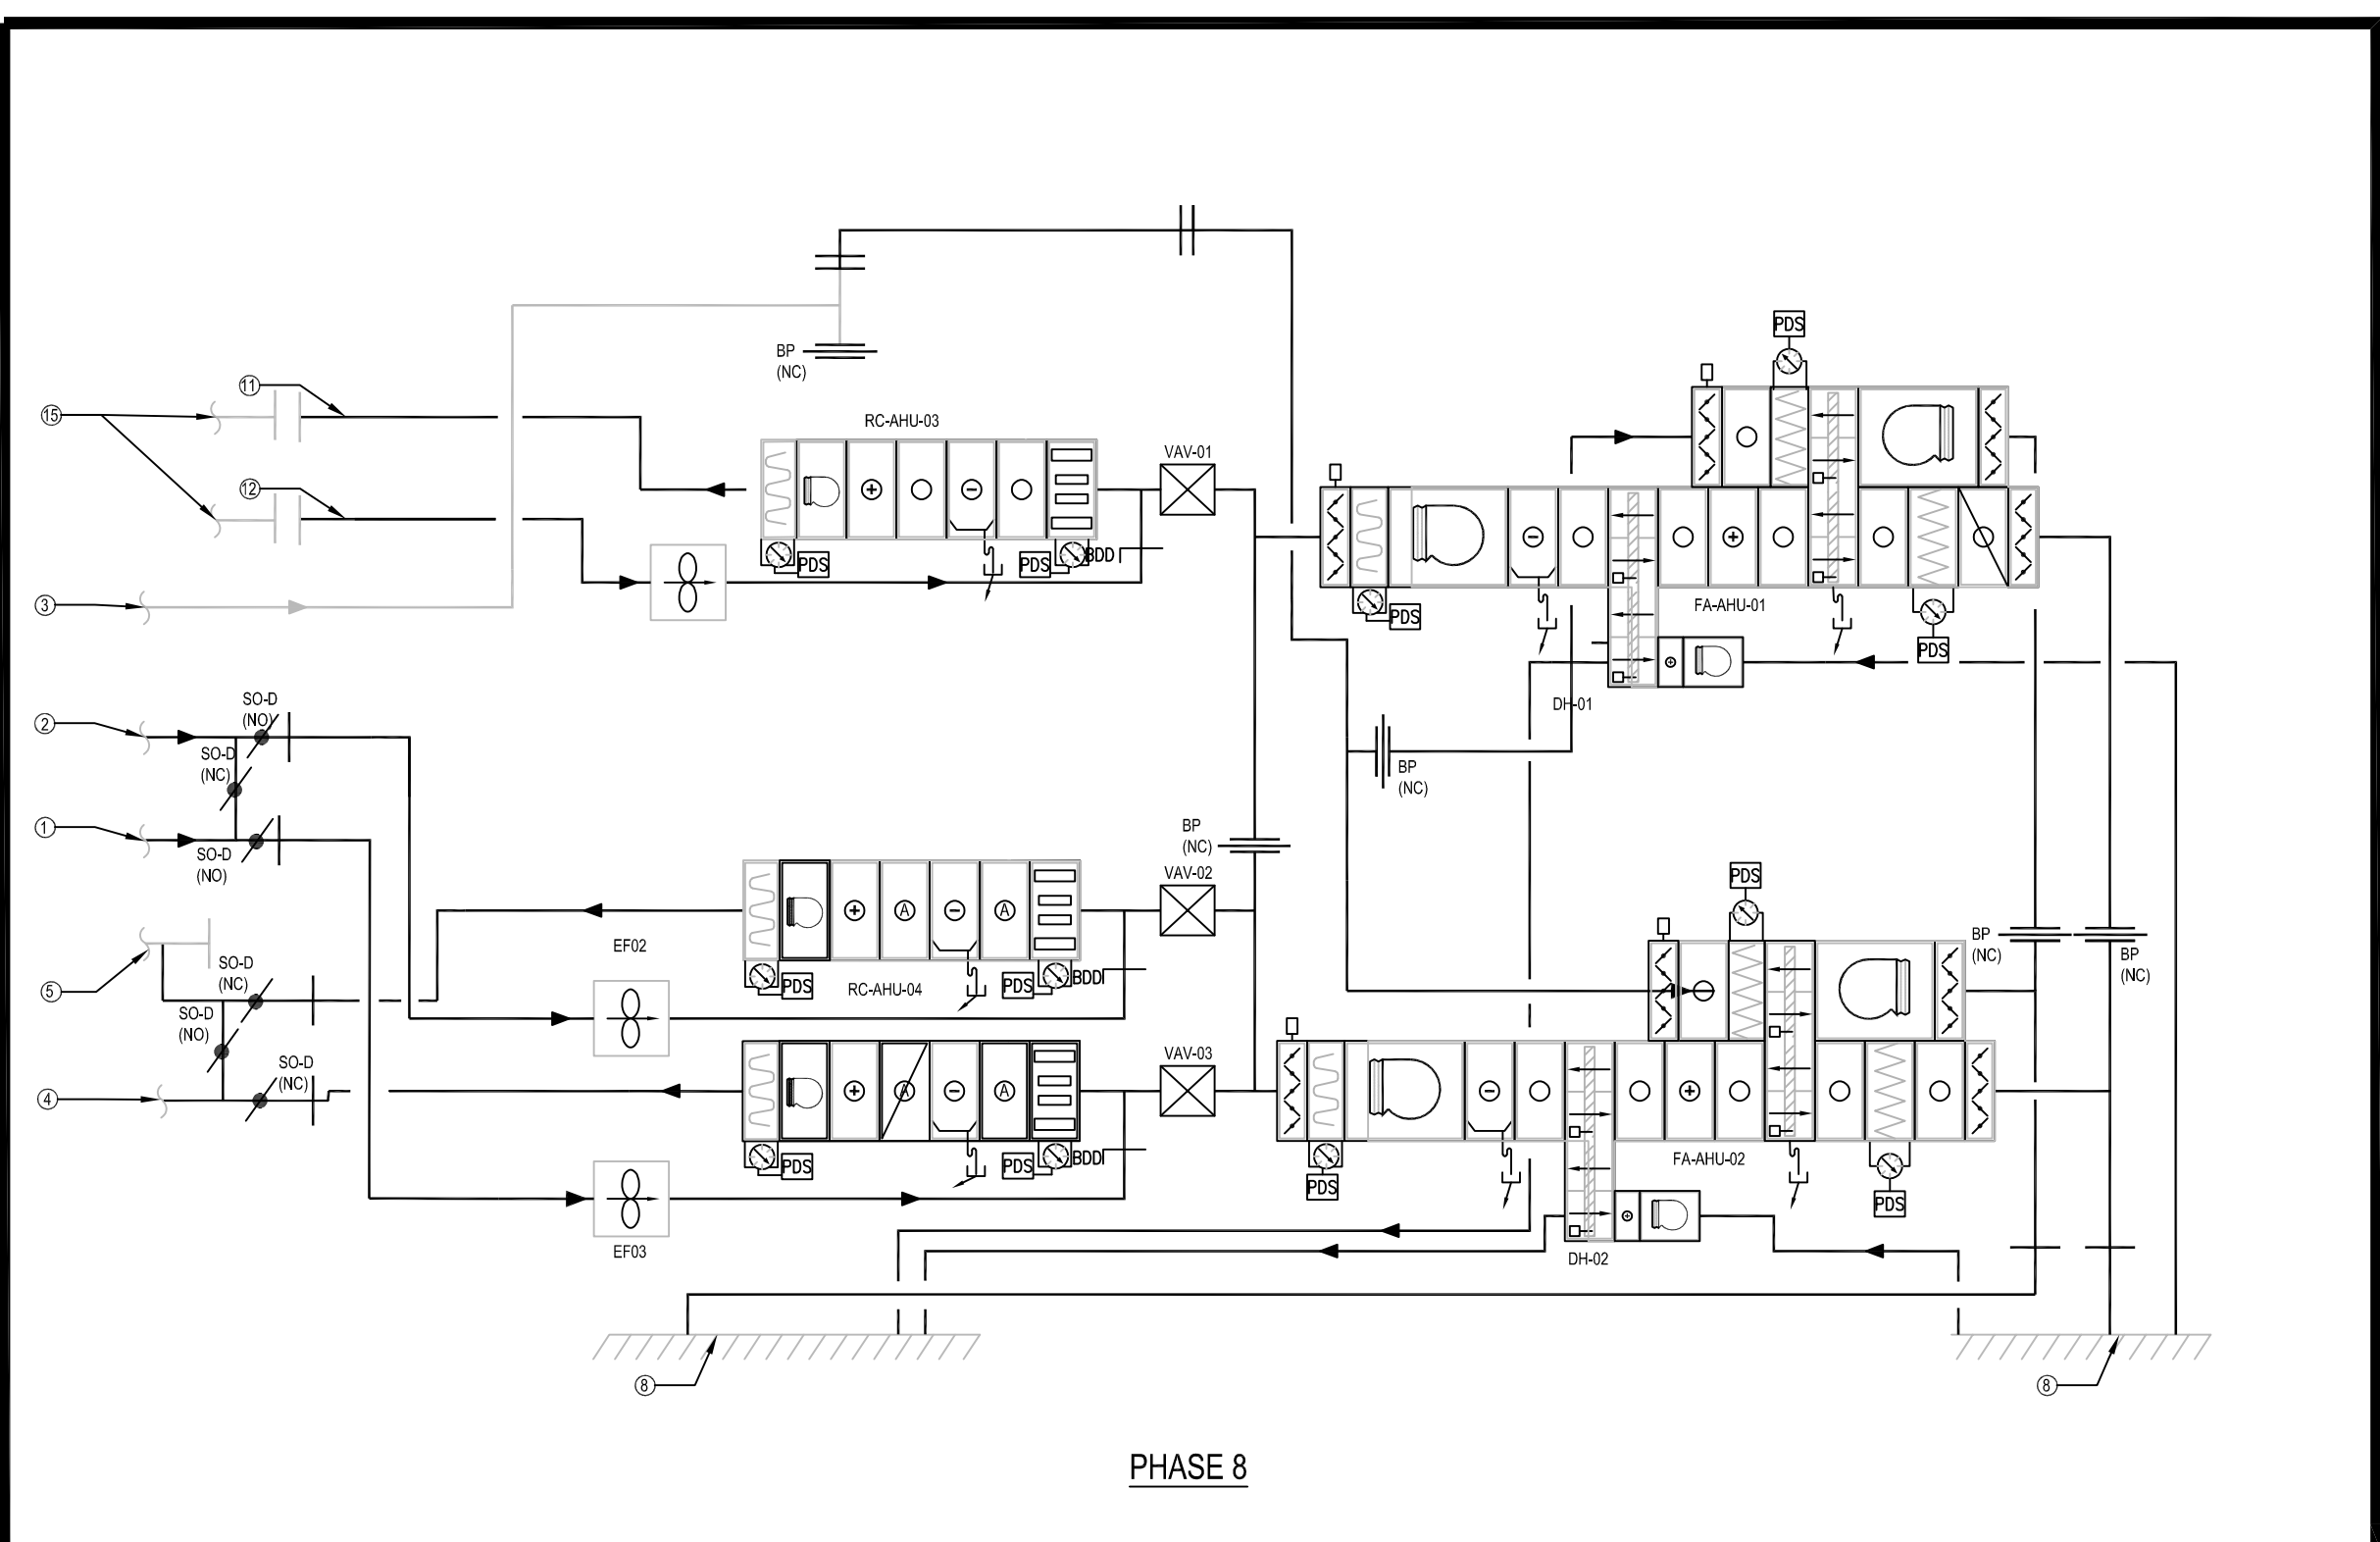 PDS
BP
(NC)
11
15
RC-AHU-03
VAV-01
12
PDS
PDS
BDD
3
FA-AHU-01
PDS
PDS
SO-D
(NO)
2
DH-01
SO-D
(NC)
BP
(NC)
1
SO-D
(NO)
BP
(NC)
VAV-02
PDS
EF02
BP
(NC)
BP
(NC)
SO-D
(NC)
5
PDS
RC-AHU-04
PDS
BDD
SO-D
(NO)
A
A
VAV-03
SO-D
(NC)
4
A
A
PDS
PDS
BDD
FA-AHU-02
PDS
PDS
EF03
DH-02
8
8
PHASE 8